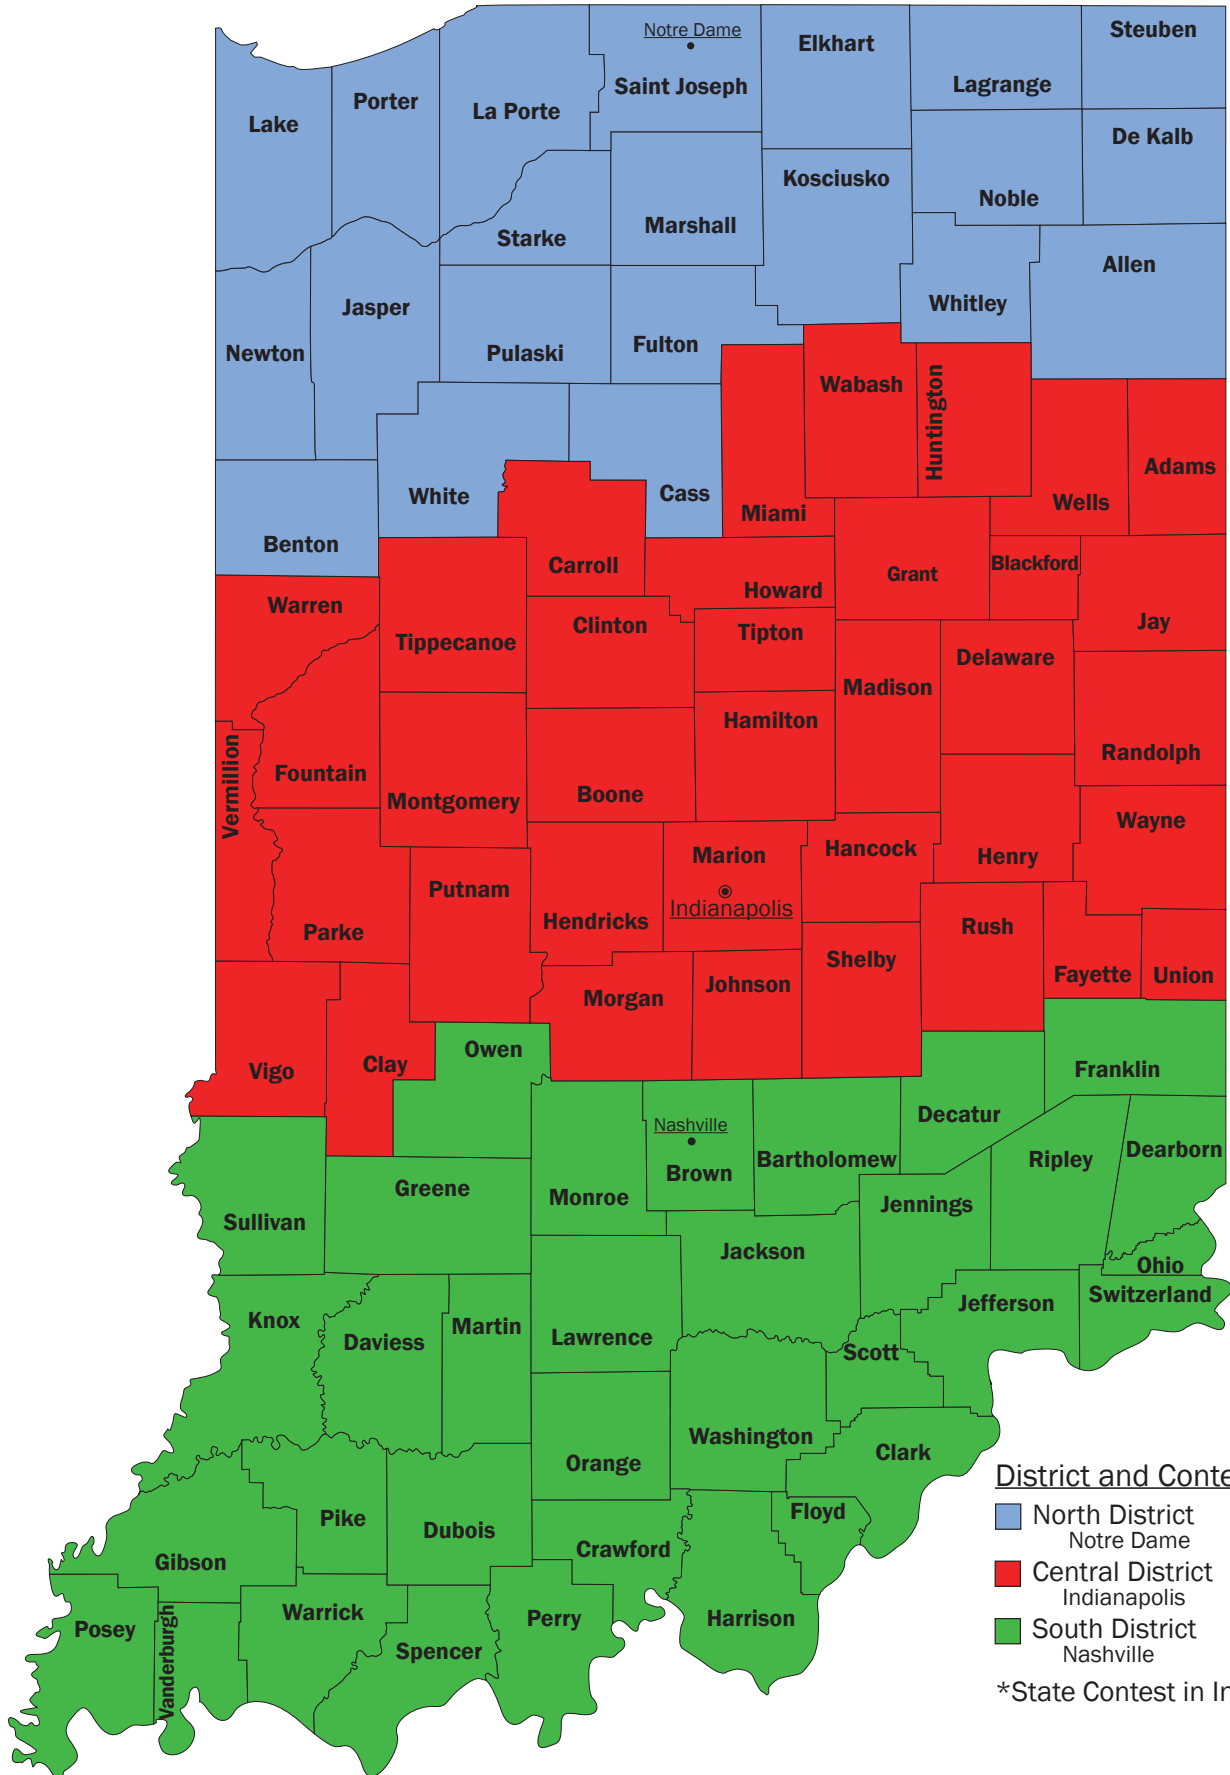 Notre Dame
Steuben
Elkhart
Lagrange
Saint Joseph
La Porte
Porter
Lake
De Kalb
Kosciusko
Noble
Marshall
Starke
Allen
Whitley
Jasper
Fulton
Pulaski
Newton
Wabash
Huntington
Adams
Wells
Cass
White
Miami
Benton
Carroll
Blackford
Grant
Howard
Warren
Clinton
Tipton
Jay
Tippecanoe
Delaware
Madison
Hamilton
Randolph
Fountain
Vermillion
Montgomery
Boone
Wayne
Marion
Hancock
Henry
Indianapolis
Putnam
Hendricks
Parke
Rush
Shelby
Fayette
Union
Johnson
Morgan
Owen
Clay
Vigo
Franklin
Decatur
Nashville
Brown
Bartholomew
Ripley
Dearborn
Greene
Monroe
Jennings
Sullivan
Jackson
Ohio
Switzerland
Jefferson
Knox
Daviess
Martin
Lawrence
Scott
Washington
Clark
Orange
Floyd
Pike
Dubois
Crawford
Gibson
Harrison
Perry
Warrick
Posey
Vanderburgh
Spencer
District and Conte
North District
Notre Dame
Central District
Indianapolis
South District
Nashville
*State Contest in In